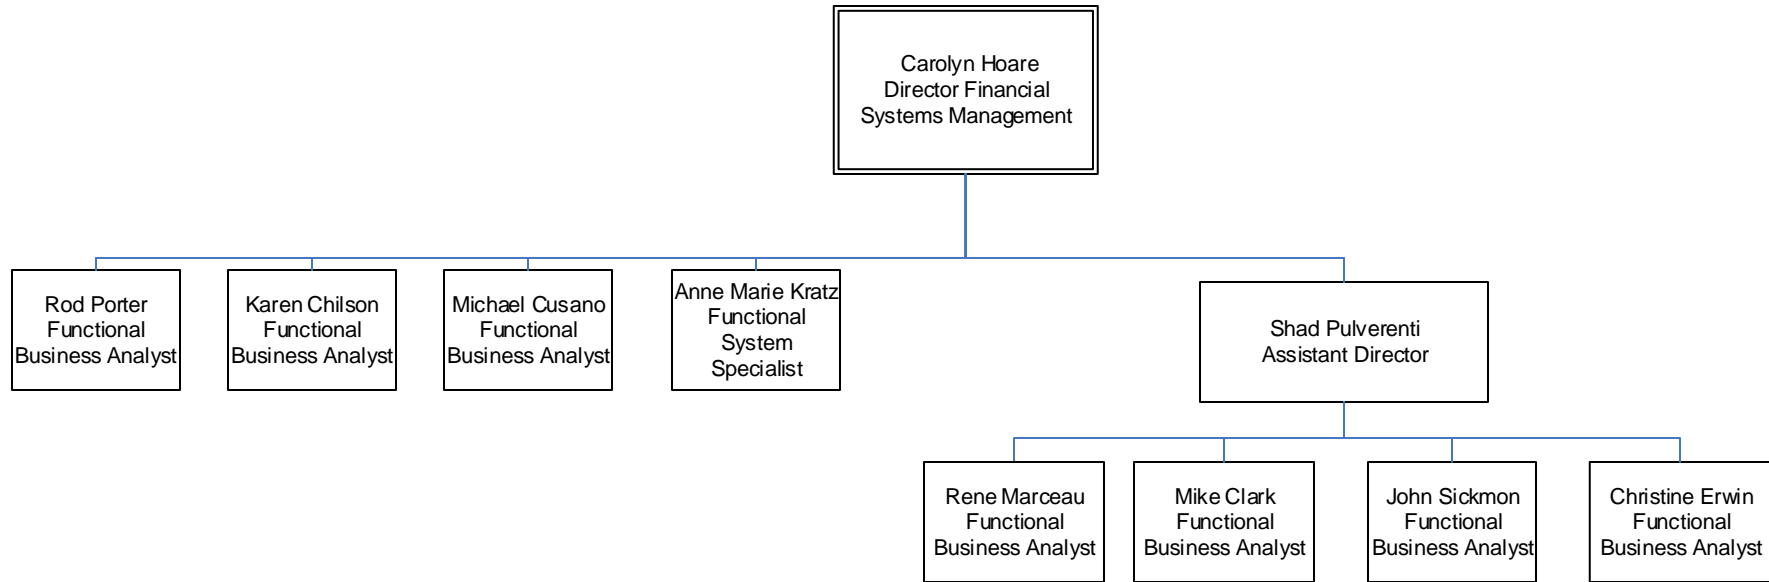 Carolyn Hoare
Director Financial
Systems Management
Rod Porter
Functional
Business Analyst
Karen Chilson
Functional
Business Analyst
Michael Cusano
Functional
Business Analyst
Anne Marie Kratz
Functional
System
Specialist
Shad Pulverenti
Assistant Director
Rene Marceau
Functional
Business Analyst
Mike Clark
Functional
Business Analyst
John Sickmon
Functional
Business Analyst
Christine Erwin
Functional
Business Analyst